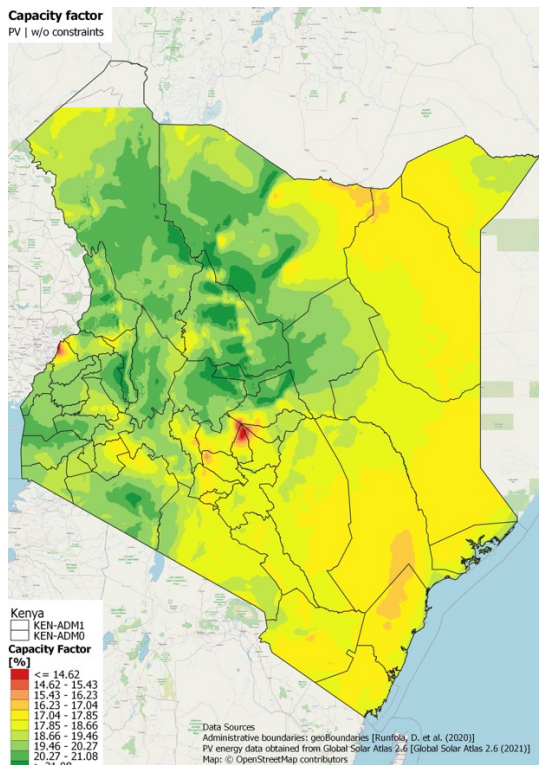 Capacity factor
PV | w/o constraints
Kenya
KEN-ADM1
KEN-ADM0
Capacity Factor
[%]
<= 14.62
14.62 - 15.43
15.43 - 16.23
16.23 - 17.04
17.04 - 17.85
17.85 - 18.66
18.66 - 19.46
19.46 - 20.27
20.27 - 21.08
Data Sources
Administrative boundaries: geoBoundaries [Runfola, D. et al. (2020)]
PV energy data obtained from Global Solar Atlas 2.6 [Global Solar Atlas 2.6 (2021)]
Map: © OpenStreetMap contributors